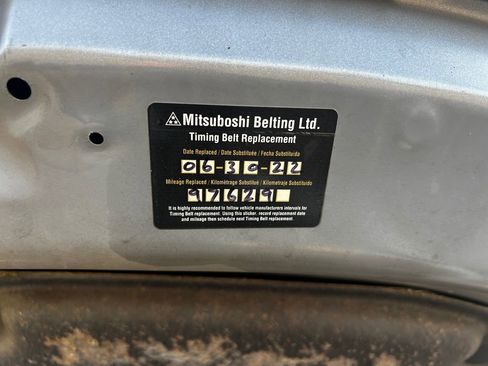 Mitsuboshi Belting Ltd.
Timing Belt Replacement
Date Replaced / Date Substituée / Fecha Substituida
06-30-22
Mileage Replaced / Kilométrage Substitué / Kilometraje Substituido
97629
It is highly recommended to follow vehicle manufacturers intervals for
Timing Belt replacement. Using this sticker, record replacement date
and mileage then schedule next Timing Belt replacement.